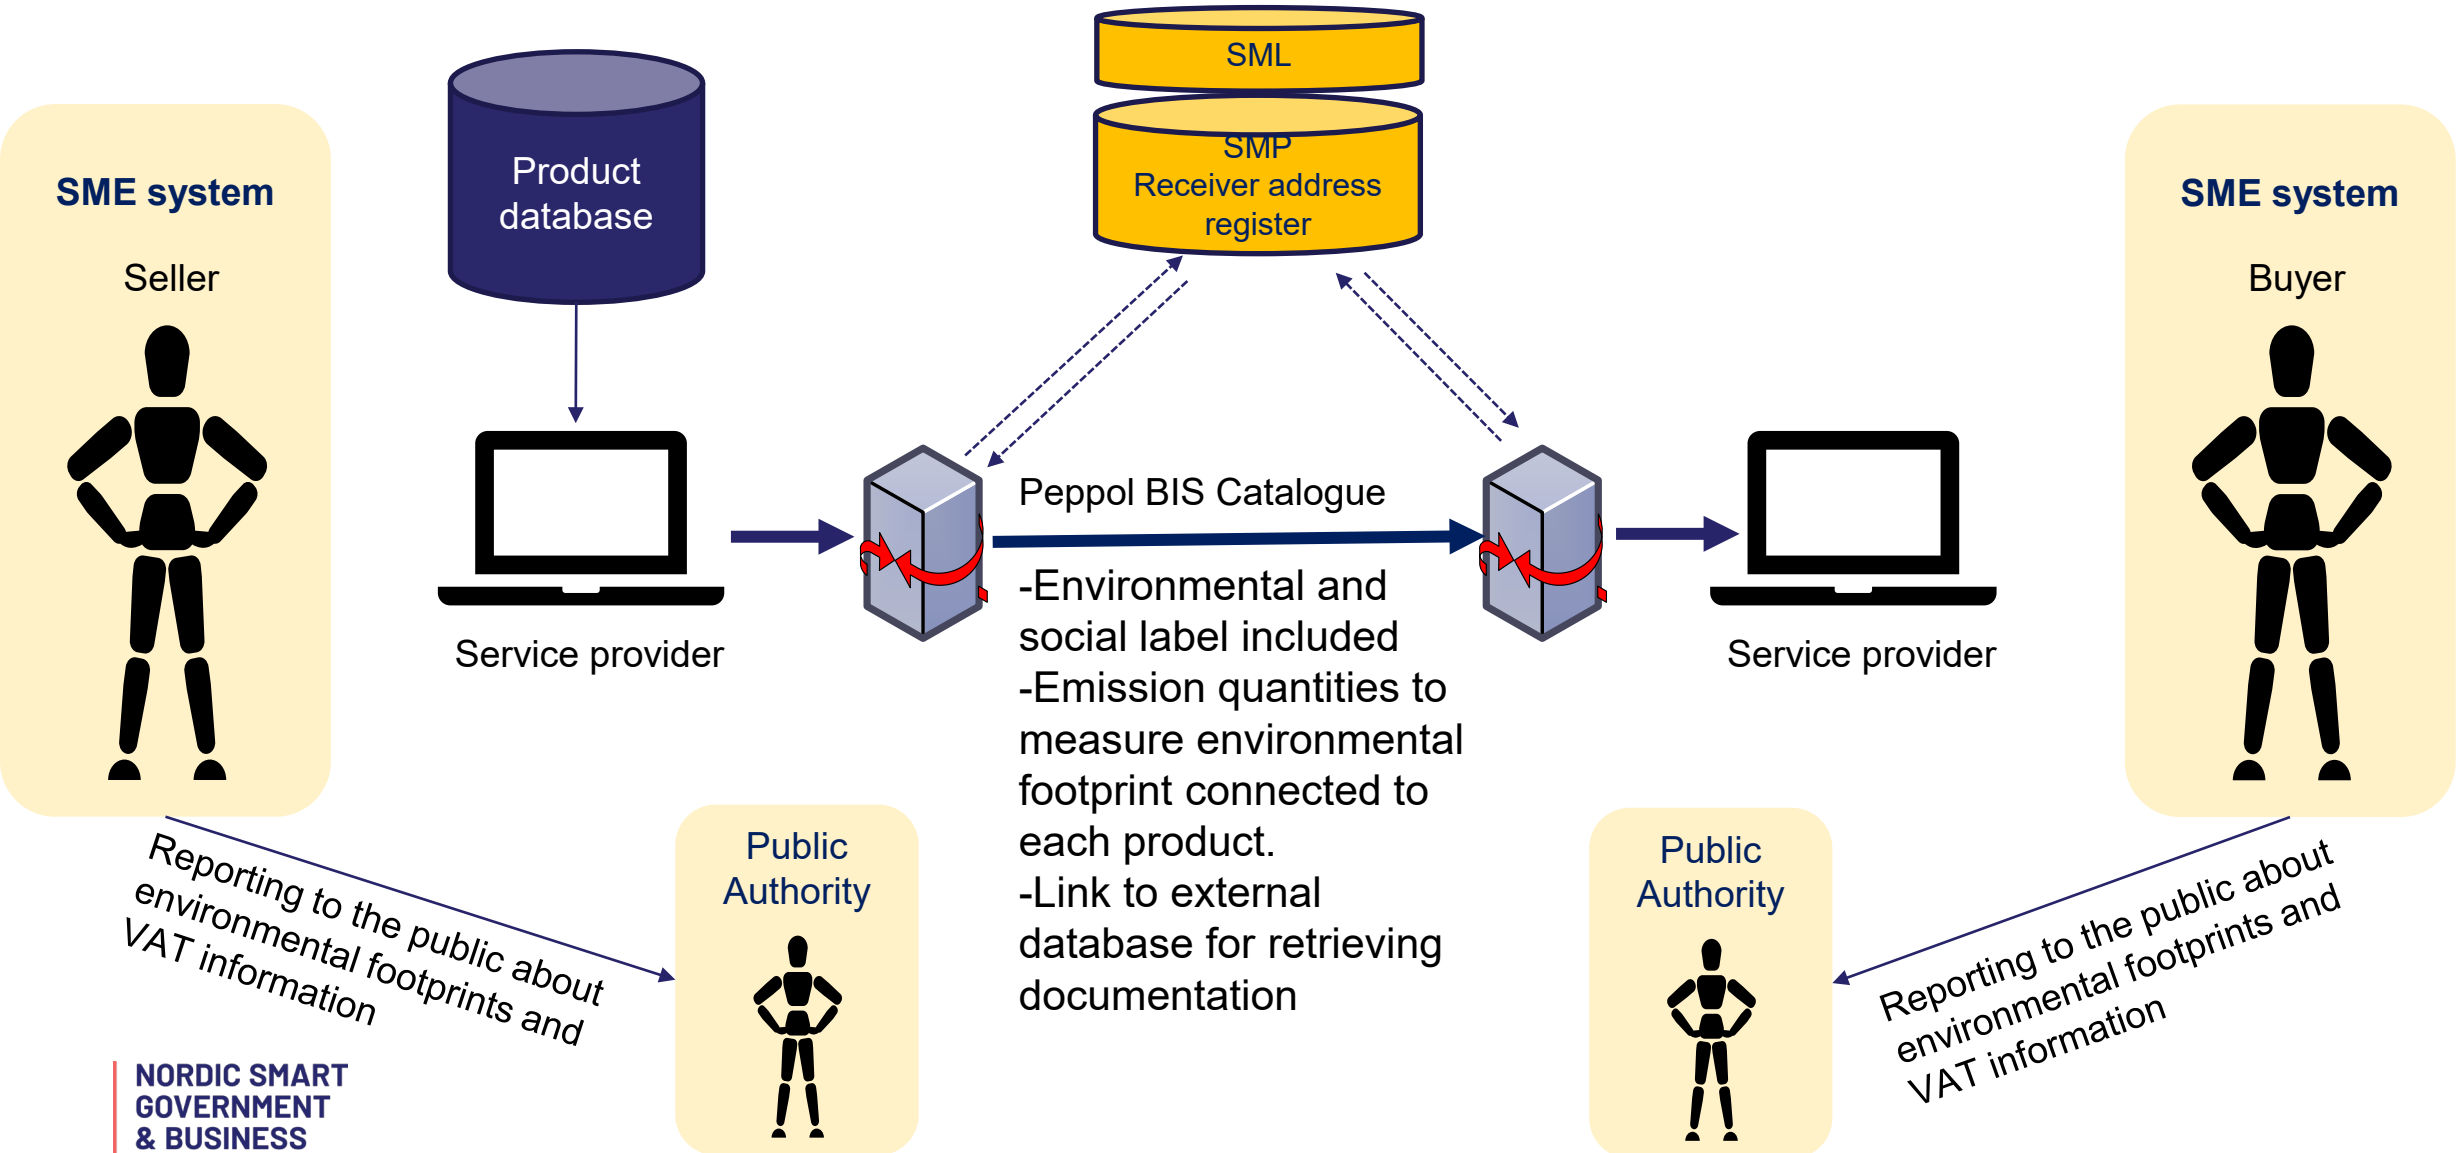 SML
SMP
Receiver address
register
Product
database
SME system
Seller
SME system
Buyer
Service provider
Peppol BIS Catalogue
-Environmental and
social label included
-Emission quantities to
measure environmental
footprint connected to
each product.
-Link to external
database for retrieving
documentation
Service provider
Reporting to the public about
environmental footprints and
VAT information
Public
Authority
Public
Authority
Reporting to the public about
environmental footprints and
VAT information
NORDIC SMART
GOVERNMENT
& BUSINESS